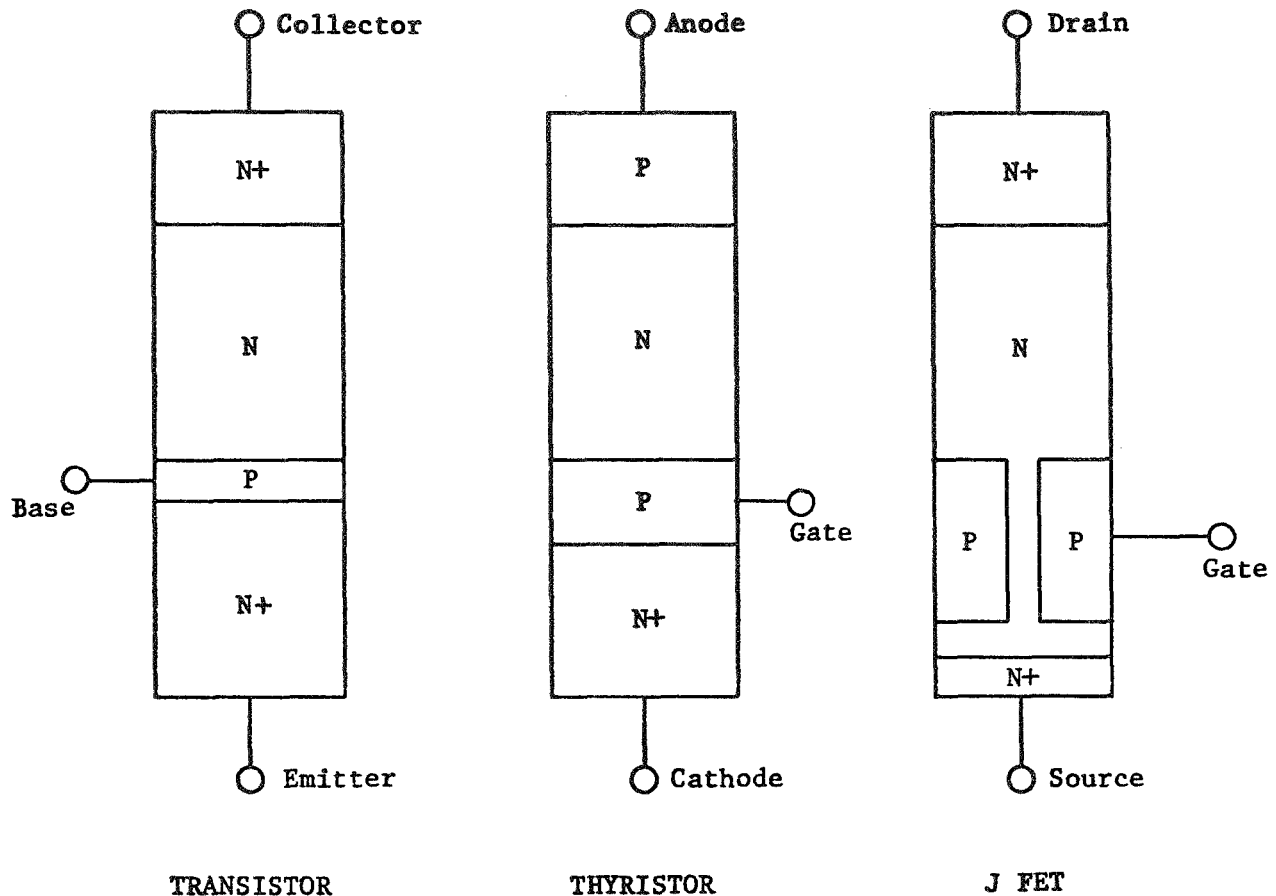 Collector
N+
N
P
Base
N+
Emitter
TRANSISTOR
Anode
P
N
P
Gate
N+
Cathode
THYRISTOR
Drain
N+
N
P P
Gate
N+
Source
J FET